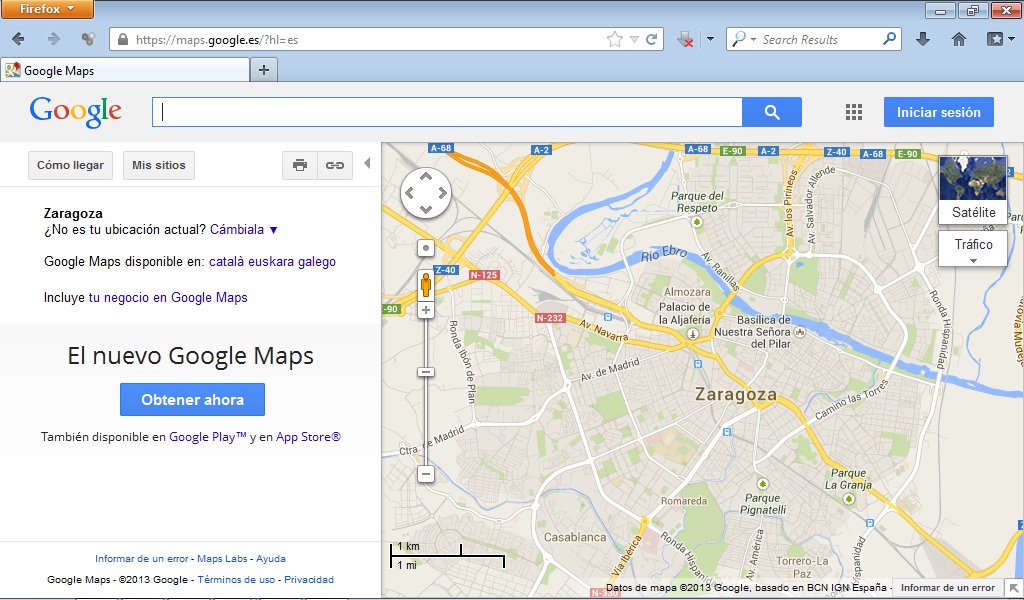 Firefox
https://maps.google.es/?hl=es
Search Results
Google Maps
Google
Iniciar sesión
Cómo llegar
Mis sitios
Zaragoza
¿No es tu ubicación actual? Cámbiala ▼
Google Maps disponible en: català euskara galego
Incluye tu negocio en Google Maps
El nuevo Google Maps
Obtener ahora
También disponible en Google Play™ y en App Store®
Informar de un error - Maps Labs - Ayuda
Google Maps - ©2013 Google - Términos de uso - Privacidad
A-68
A-2
A-68
E-90
A-2
Z-40
A-68
E-90
Satélite
Tráfico
Parque del
Respeto
Av. los Pirineos
Av. Salvador Allende
Río Ebro
Av. Ranillas
Z-40
N-125
E-90
N-232
Av. Navarra
Almozara
Palacio de
la Aljafería
Basílica de
Nuestra Señora
del Pilar
Ronda Hispanidad
Ronda Ibón de Plan
Av. de Madrid
Zaragoza
Camino las Torres
Ctra. de Madrid
Parque
La Granja
Parque
Pignatelli
Romareda
Casablanca
Vía Ibérica
Ronda Hispanidad
Av. América
Torrero-La
Paz
1 km
1 mi
Datos de mapa ©2013 Google, basado en BCN IGN España -
Informar de un error